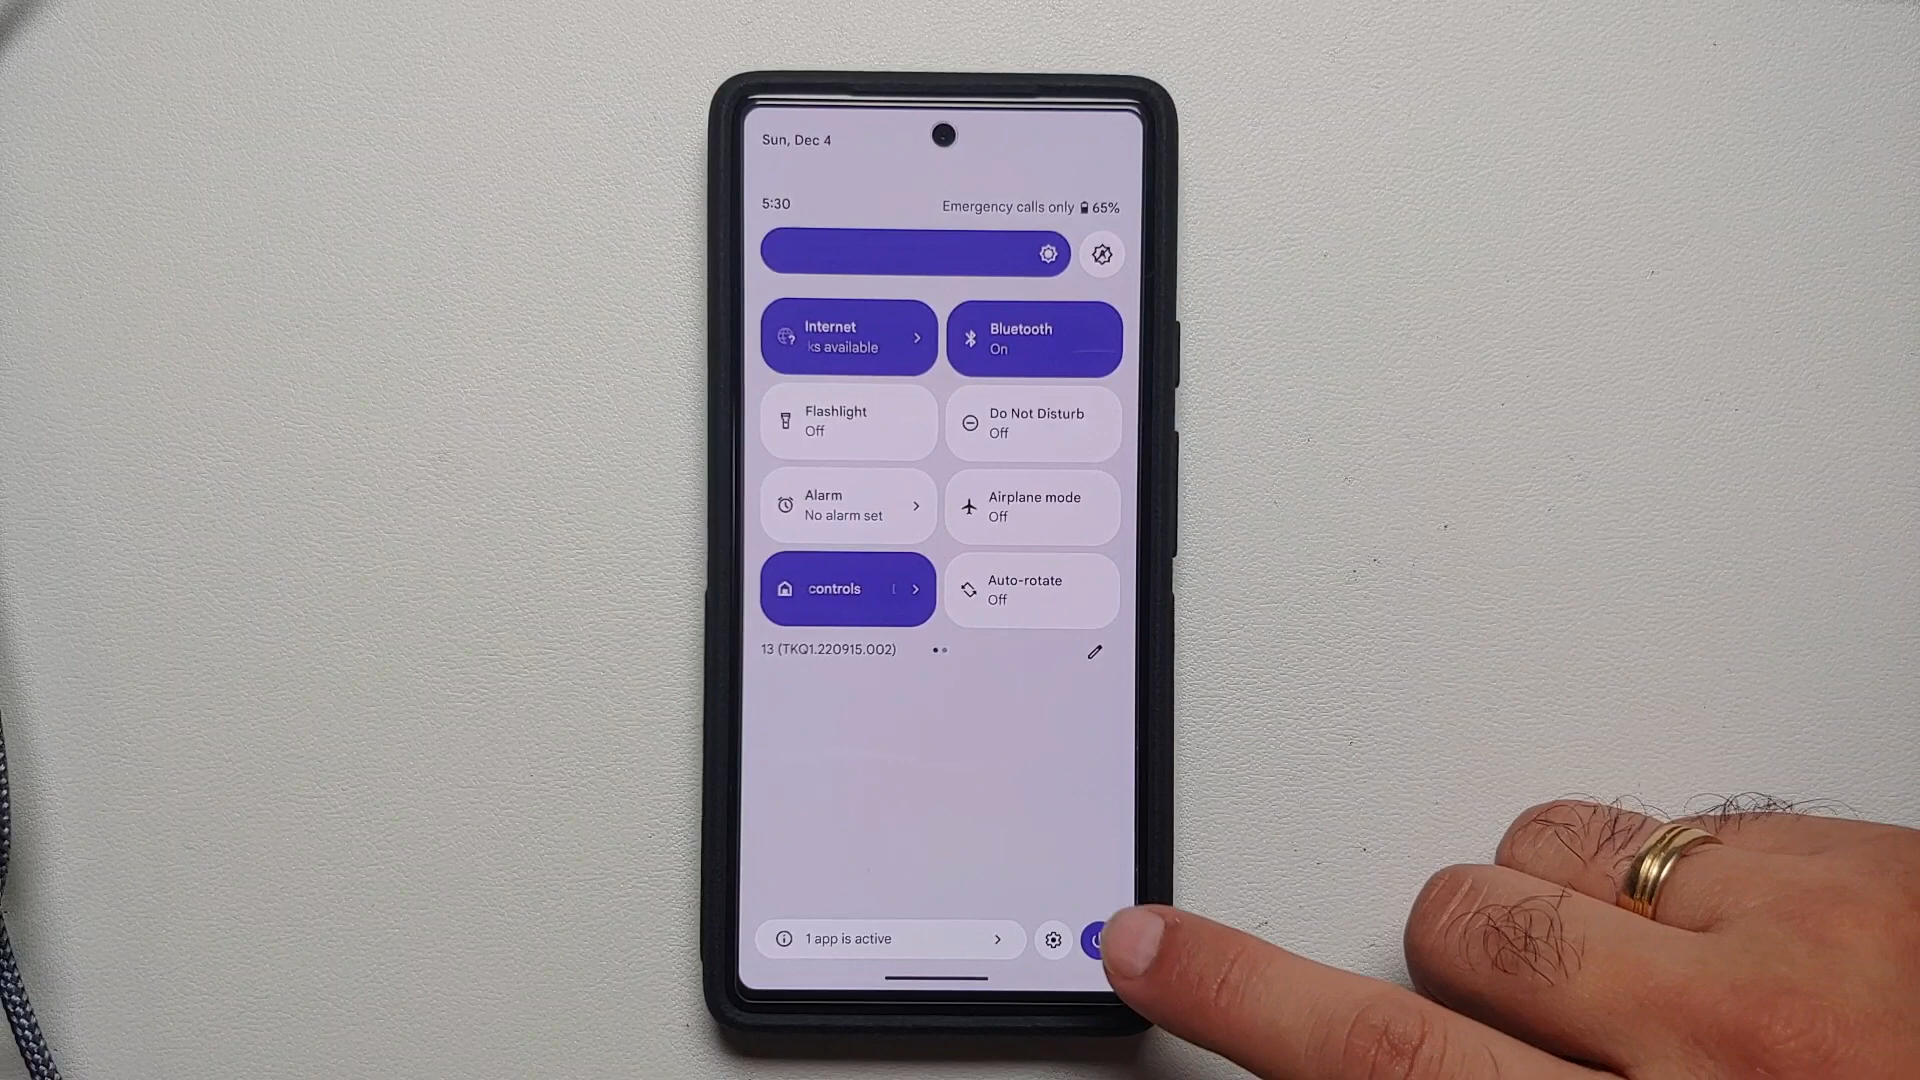 Sun, Dec 4
5:30
Emergency calls only 65%
Internet
ks available
Bluetooth
On
Flashlight
Off
Do Not Disturb
Off
Alarm
No alarm set
Airplane mode
Off
controls
Auto-rotate
Off
13 (TKQ1.220915.002)
1 app is active